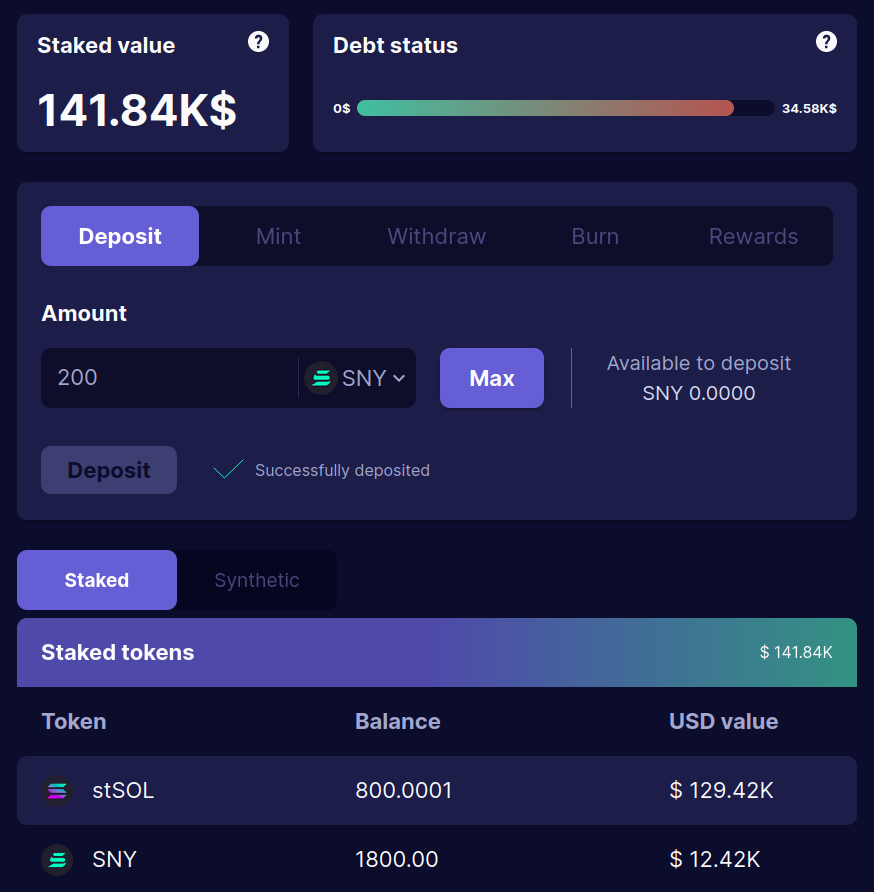 Staked value ?
141.84K$
Debt status ?
0$ 34.58K$
Deposit Mint Withdraw Burn Rewards
Amount
200 SNY Max
Available to deposit
SNY 0.0000
Deposit Successfully deposited
Staked Synthetic
Staked tokens $ 141.84K
Token Balance USD value
stSOL 800.0001 $ 129.42K
SNY 1800.00 $ 12.42K